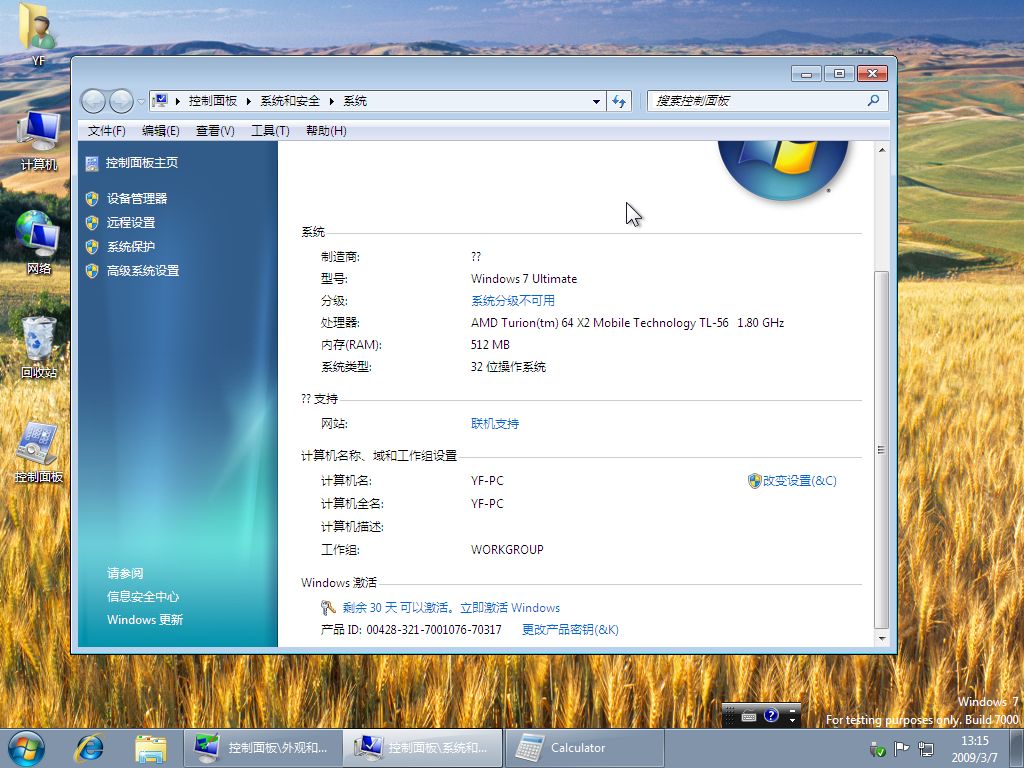 YF
计算机
网络
回收站
控制面板
控制面板 系统和安全 系统
搜索控制面板
文件(F) 编辑(E) 查看(V) 工具(T) 帮助(H)
控制面板主页
设备管理器
远程设置
系统保护
高级系统设置
请参阅
信息安全中心
Windows 更新
系统
制造商: ??
型号: Windows 7 Ultimate
分级: 系统分级不可用
处理器: AMD Turion(tm) 64 X2 Mobile Technology TL-56 1.80 GHz
内存(RAM): 512 MB
系统类型: 32 位操作系统
?? 支持
网站: 联机支持
计算机名称、域和工作组设置
计算机名: YF-PC 改变设置(&C)
计算机全名: YF-PC
计算机描述:
工作组: WORKGROUP
Windows 激活
剩余 30 天 可以激活。立即激活 Windows
产品 ID: 00428-321-7001076-70317 更改产品密钥(&K)
Windows 7
For testing purposes only. Build 7000
控制面板\外观和... 控制面板\系统和... Calculator
13:15
2009/3/7